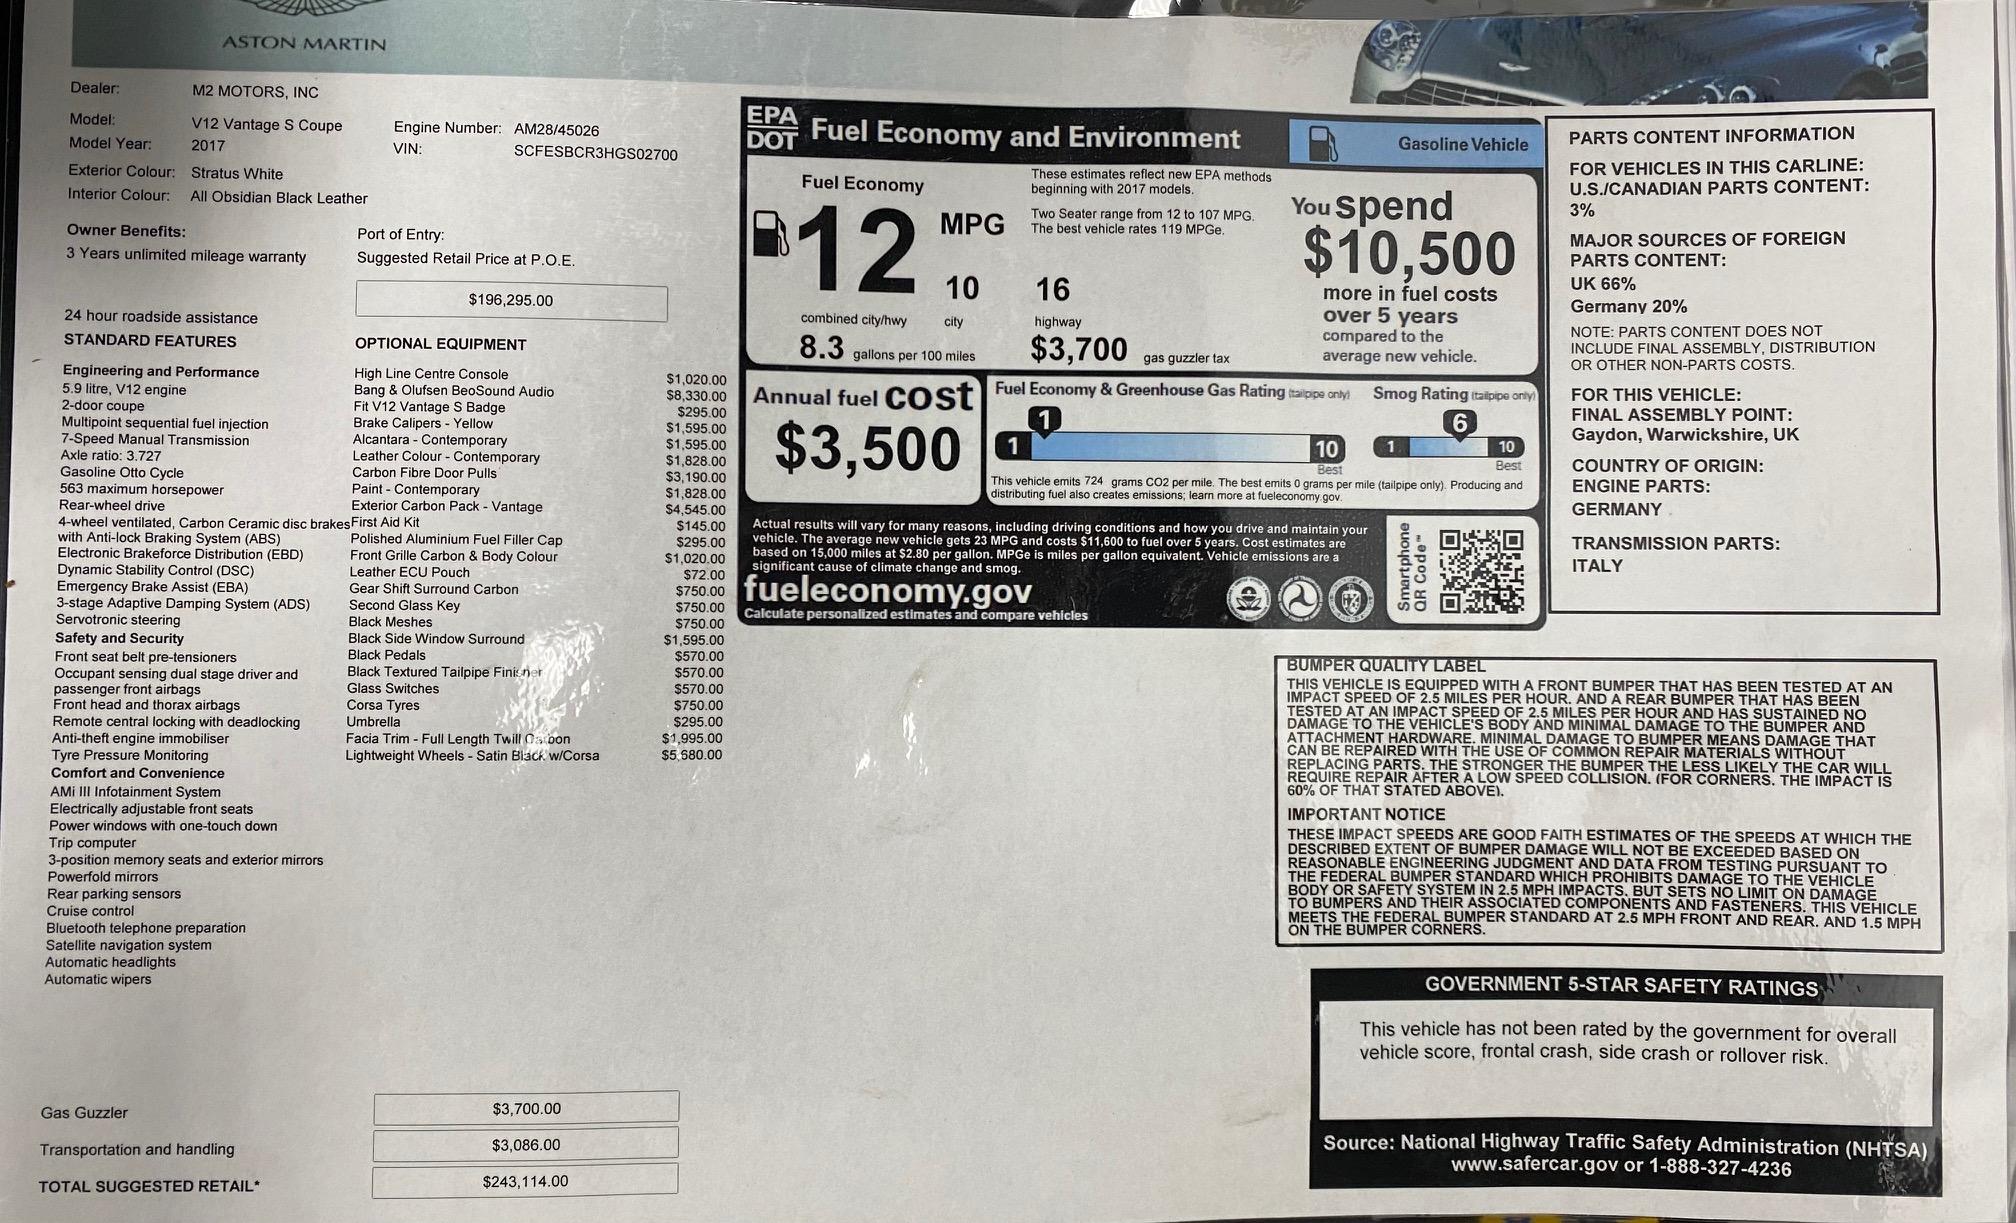 ASTON MARTIN
Dealer: M2 MOTORS, INC
Model: V12 Vantage S Coupe
Model Year: 2017
Engine Number: AM28/45026
VIN: SCFESBCR3HGS02700
Exterior Colour: Stratus White
Interior Colour: All Obsidian Black Leather
Owner Benefits:
3 Years unlimited mileage warranty
24 hour roadside assistance
Port of Entry:
Suggested Retail Price at P.O.E.
$196,295.00
STANDARD FEATURES
Engineering and Performance
5.9 litre, V12 engine
2-door coupe
Multipoint sequential fuel injection
7-Speed Manual Transmission
Axle ratio: 3.727
Gasoline Otto Cycle
563 maximum horsepower
Rear-wheel drive
4-wheel ventilated, Carbon Ceramic disc brakes
with Anti-lock Braking System (ABS)
Electronic Brakeforce Distribution (EBD)
Dynamic Stability Control (DSC)
Emergency Brake Assist (EBA)
3-stage Adaptive Damping System (ADS)
Servotronic steering
Safety and Security
Front seat belt pre-tensioners
Occupant sensing dual stage driver and
passenger front airbags
Front head and thorax airbags
Remote central locking with deadlocking
Anti-theft engine immobiliser
Tyre Pressure Monitoring
Comfort and Convenience
AMi III Infotainment System
Electrically adjustable front seats
Power windows with one-touch down
Trip computer
3-position memory seats and exterior mirrors
Powerfold mirrors
Rear parking sensors
Cruise control
Bluetooth telephone preparation
Satellite navigation system
Automatic headlights
Automatic wipers
OPTIONAL EQUIPMENT
High Line Centre Console $1,020.00
Bang & Olufsen BeoSound Audio $8,330.00
Fit V12 Vantage S Badge $295.00
Brake Calipers - Yellow $1,595.00
Alcantara - Contemporary $1,595.00
Leather Colour - Contemporary $1,828.00
Carbon Fibre Door Pulls $3,190.00
Paint - Contemporary $1,828.00
Exterior Carbon Pack - Vantage $4,545.00
First Aid Kit $145.00
Polished Aluminium Fuel Filler Cap $295.00
Front Grille Carbon & Body Colour $1,020.00
Leather ECU Pouch $72.00
Gear Shift Surround Carbon $750.00
Second Glass Key $750.00
Black Meshes $750.00
Black Side Window Surround $1,595.00
Black Pedals $570.00
Black Textured Tailpipe Finisher $570.00
Glass Switches $570.00
Corsa Tyres $750.00
Umbrella $295.00
Facia Trim - Full Length Twill Carbon $1,995.00
Lightweight Wheels - Satin Black w/Corsa $5,680.00
Gas Guzzler $3,700.00
Transportation and handling $3,086.00
TOTAL SUGGESTED RETAIL* $243,114.00
EPA
DOT
Fuel Economy and Environment
Gasoline Vehicle
Fuel Economy
12 MPG
combined city/hwy
10
city
16
highway
8.3 gallons per 100 miles
$3,700 gas guzzler tax
These estimates reflect new EPA methods
beginning with 2017 models.
Two Seater range from 12 to 107 MPG.
The best vehicle rates 119 MPGe.
You spend
$10,500
more in fuel costs
over 5 years
compared to the
average new vehicle.
Annual fuel cost
$3,500
Fuel Economy & Greenhouse Gas Rating (tailpipe only)
1
1
10
Best
Smog Rating (tailpipe only)
6
1
10
Best
This vehicle emits 724 grams CO2 per mile. The best emits 0 grams per mile (tailpipe only). Producing and
distributing fuel also creates emissions; learn more at fueleconomy.gov.
Actual results will vary for many reasons, including driving conditions and how you drive and maintain your
vehicle. The average new vehicle gets 23 MPG and costs $11,600 to fuel over 5 years. Cost estimates are
based on 15,000 miles at $2.80 per gallon. MPGe is miles per gallon equivalent. Vehicle emissions are a
significant cause of climate change and smog.
fueleconomy.gov
Calculate personalized estimates and compare vehicles
Smartphone
QR Code™
PARTS CONTENT INFORMATION
FOR VEHICLES IN THIS CARLINE:
U.S./CANADIAN PARTS CONTENT:
3%
MAJOR SOURCES OF FOREIGN
PARTS CONTENT:
UK 66%
Germany 20%
NOTE: PARTS CONTENT DOES NOT
INCLUDE FINAL ASSEMBLY, DISTRIBUTION
OR OTHER NON-PARTS COSTS.
FOR THIS VEHICLE:
FINAL ASSEMBLY POINT:
Gaydon, Warwickshire, UK
COUNTRY OF ORIGIN:
ENGINE PARTS:
GERMANY
TRANSMISSION PARTS:
ITALY
BUMPER QUALITY LABEL
THIS VEHICLE IS EQUIPPED WITH A FRONT BUMPER THAT HAS BEEN TESTED AT AN
IMPACT SPEED OF 2.5 MILES PER HOUR. AND A REAR BUMPER THAT HAS BEEN
TESTED AT AN IMPACT SPEED OF 2.5 MILES PER HOUR AND HAS SUSTAINED NO
DAMAGE TO THE VEHICLE'S BODY AND MINIMAL DAMAGE TO THE BUMPER AND
ATTACHMENT HARDWARE. MINIMAL DAMAGE TO BUMPER MEANS DAMAGE THAT
CAN BE REPAIRED WITH THE USE OF COMMON REPAIR MATERIALS WITHOUT
REPLACING PARTS. THE STRONGER THE BUMPER THE LESS LIKELY THE CAR WILL
REQUIRE REPAIR AFTER A LOW SPEED COLLISION. (FOR CORNERS. THE IMPACT IS
60% OF THAT STATED ABOVE).
IMPORTANT NOTICE
THESE IMPACT SPEEDS ARE GOOD FAITH ESTIMATES OF THE SPEEDS AT WHICH THE
DESCRIBED EXTENT OF BUMPER DAMAGE WILL NOT BE EXCEEDED BASED ON
REASONABLE ENGINEERING JUDGMENT AND DATA FROM TESTING PURSUANT TO
THE FEDERAL BUMPER STANDARD WHICH PROHIBITS DAMAGE TO THE VEHICLE
BODY OR SAFETY SYSTEM IN 2.5 MPH IMPACTS. BUT SETS NO LIMIT ON DAMAGE
TO BUMPERS AND THEIR ASSOCIATED COMPONENTS AND FASTENERS. THIS VEHICLE
MEETS THE FEDERAL BUMPER STANDARD AT 2.5 MPH FRONT AND REAR. AND 1.5 MPH
ON THE BUMPER CORNERS.
GOVERNMENT 5-STAR SAFETY RATINGS
This vehicle has not been rated by the government for overall
vehicle score, frontal crash, side crash or rollover risk.
Source: National Highway Traffic Safety Administration (NHTSA)
www.safercar.gov or 1-888-327-4236